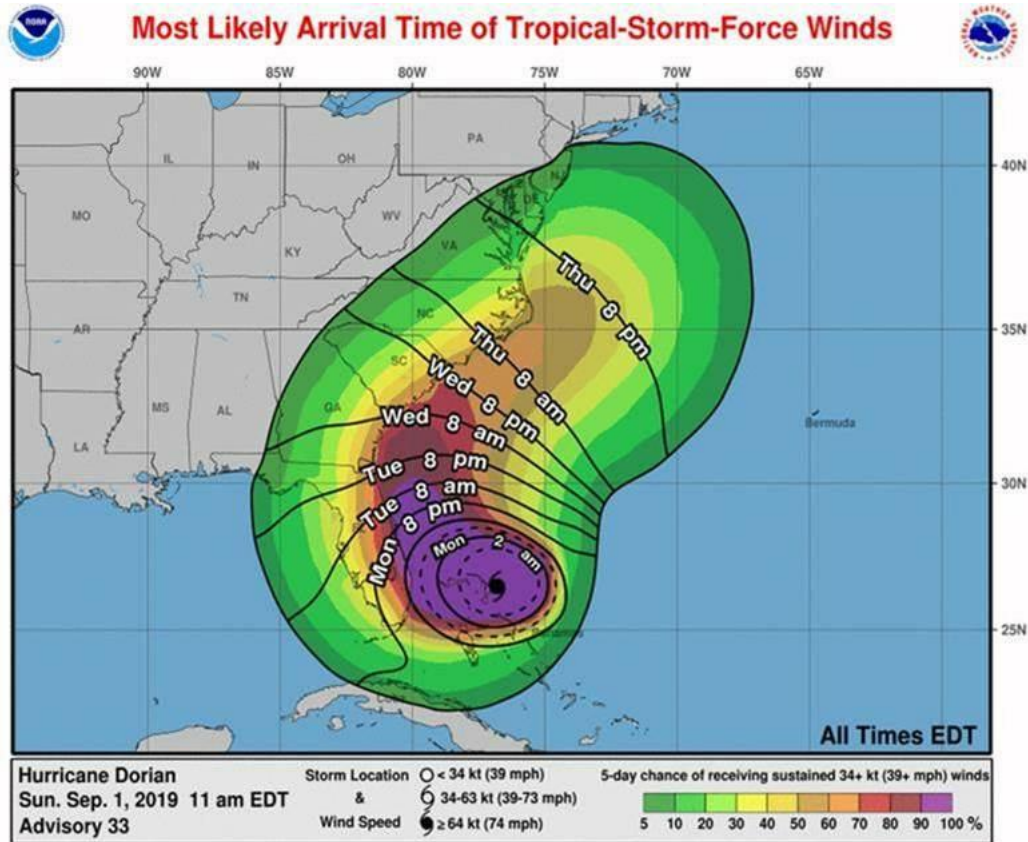 Most Likely Arrival Time of Tropical-Storm-Force Winds
NOAA
90W 85W 80W 75W 70W 65W
40N
35N
30N
25N
PA
NJ
DE
IL
IN
OH
MO
WV
VA
KY
TN
NC
AR
SC
MS
AL
GA
LA
Bermuda
Thu 8 pm
Thu 8 am
Wed 8 pm
Wed 8 am
Tue 8 pm
Tue 8 am
Mon 8 pm
Mon 2 am
All Times EDT
Hurricane Dorian
Sun. Sep. 1, 2019 11 am EDT
Advisory 33
Storm Location
&
Wind Speed
< 34 kt (39 mph)
34-63 kt (39-73 mph)
≥ 64 kt (74 mph)
5-day chance of receiving sustained 34+ kt (39+ mph) winds
5 10 20 30 40 50 60 70 80 90 100 %